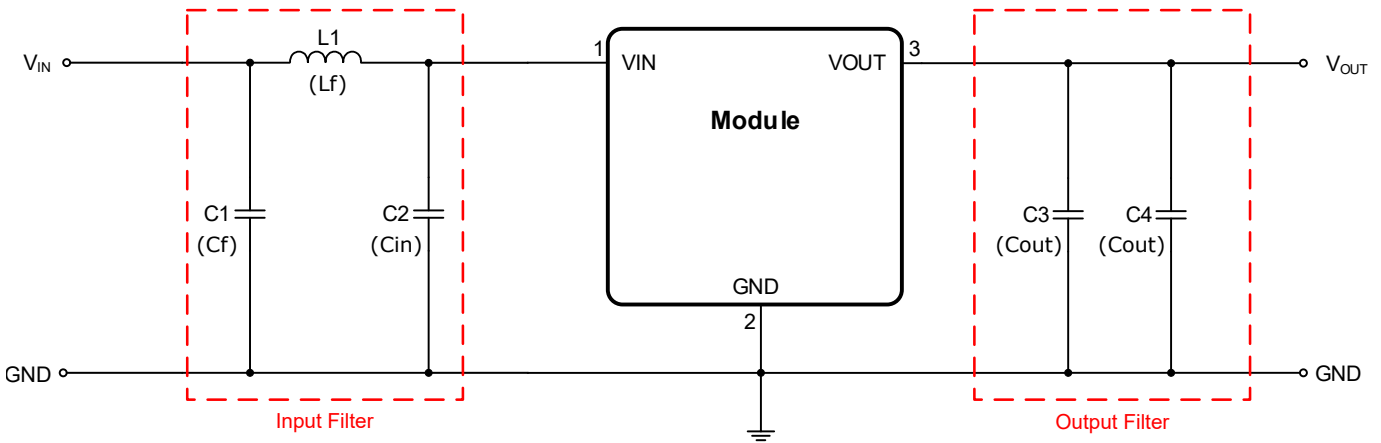 L1
1
3
VIN
VIN
VOUT
VOUT
(Lf)
Module
C1
C2
C3
C4
(Cf)
(Cin)
(Cout)
(Cout)
GND
2
GND
GND
Input Filter
Output Filter